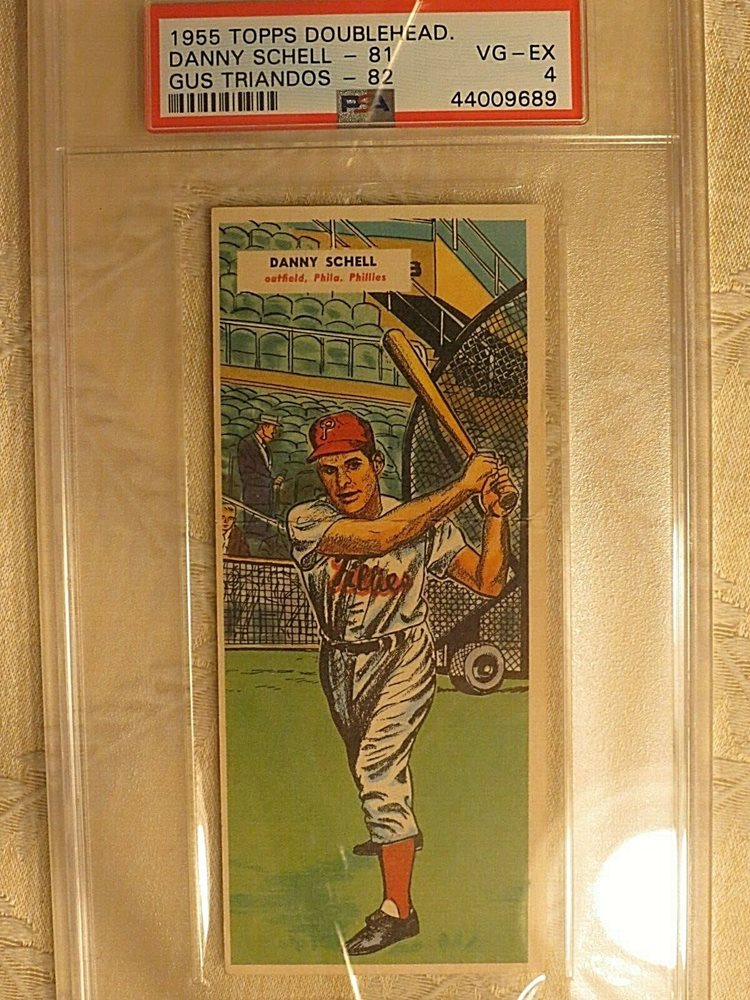 1955 TOPPS DOUBLEHEAD.
DANNY SCHELL - 81 VG-EX
GUS TRIANDOS - 82 4
PSA 44009689
DANNY SCHELL
outfield, Phila. Phillies
P